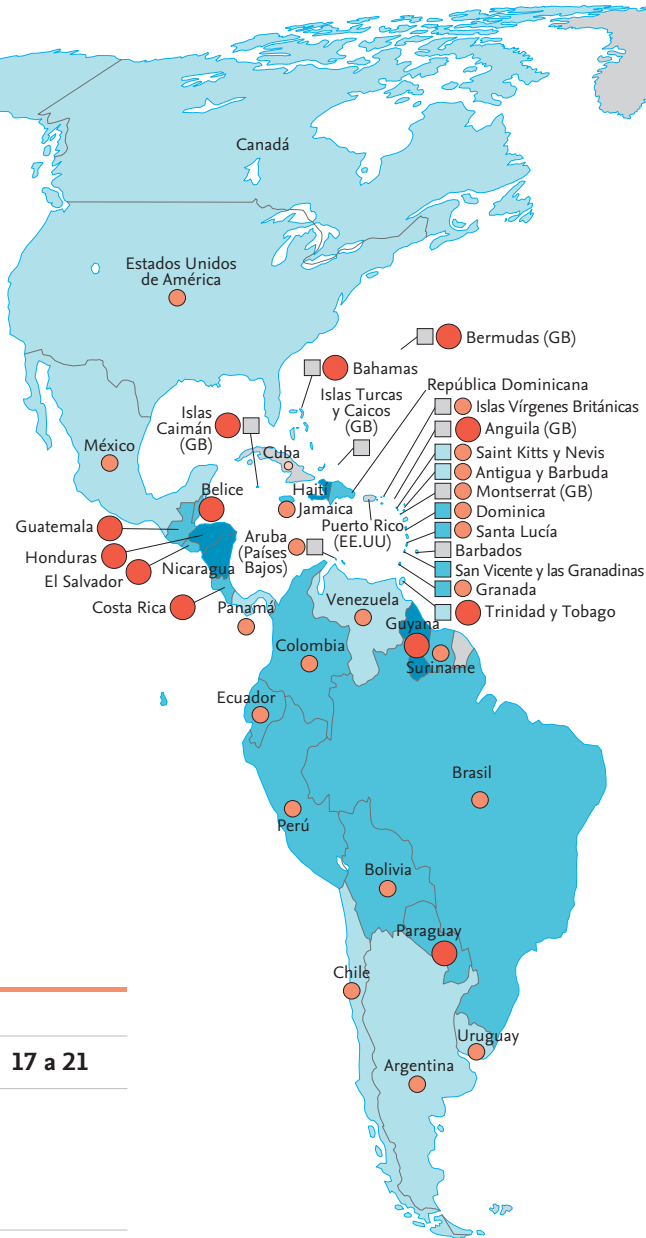 Canadá
Estados Unidos
de América
Bermudas (GB)
Bahamas
República Dominicana
Islas Turcas
y Caicos
(GB)
Islas Vírgenes Británicas
Islas
Caimán
(GB)
Anguila (GB)
México
Cuba
Saint Kitts y Nevis
Antigua y Barbuda
Belice
Haití
Montserrat (GB)
Jamaica
Dominica
Guatemala
Puerto Rico
(EE.UU)
Aruba
(Países
Bajos)
Santa Lucía
Honduras
Barbados
El Salvador
Nicaragua
San Vicente y las Granadinas
Granada
Costa Rica
Panamá
Venezuela
Trinidad y Tobago
Guyana
Colombia
Suriname
Ecuador
Brasil
Perú
Bolivia
Paraguay
Chile
Uruguay
17 a 21
Argentina